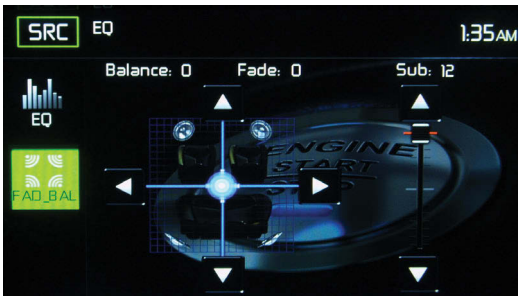 SRC EQ 1:35AM
Balance: 0 Fade: 0 Sub: 12
EQ
FAD_BAL
ENGINE
START